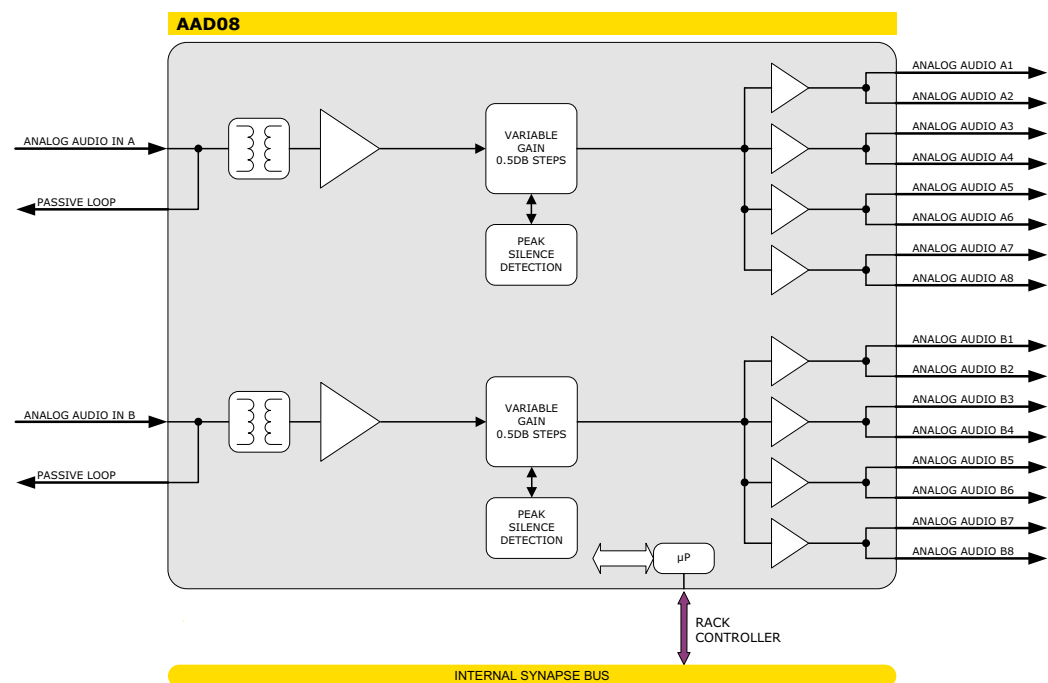 AAD08
ANALOG AUDIO IN A
PASSIVE LOOP
VARIABLE
GAIN
0.5DB STEPS
PEAK
SILENCE
DETECTION
ANALOG AUDIO A1
ANALOG AUDIO A2
ANALOG AUDIO A3
ANALOG AUDIO A4
ANALOG AUDIO A5
ANALOG AUDIO A6
ANALOG AUDIO A7
ANALOG AUDIO A8
ANALOG AUDIO IN B
PASSIVE LOOP
VARIABLE
GAIN
0.5DB STEPS
PEAK
SILENCE
DETECTION
ANALOG AUDIO B1
ANALOG AUDIO B2
ANALOG AUDIO B3
ANALOG AUDIO B4
ANALOG AUDIO B5
ANALOG AUDIO B6
ANALOG AUDIO B7
ANALOG AUDIO B8
µP
RACK
CONTROLLER
INTERNAL SYNAPSE BUS